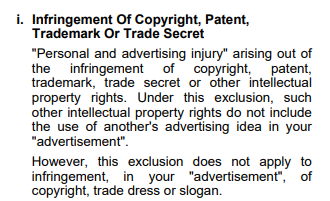 i. Infringement Of Copyright, Patent,
Trademark Or Trade Secret
"Personal and advertising injury" arising out of
the infringement of copyright, patent,
trademark, trade secret or other intellectual
property rights. Under this exclusion, such
other intellectual property rights do not include
the use of another's advertising idea in your
"advertisement".
However, this exclusion does not apply to
infringement, in your "advertisement", of
copyright, trade dress or slogan.